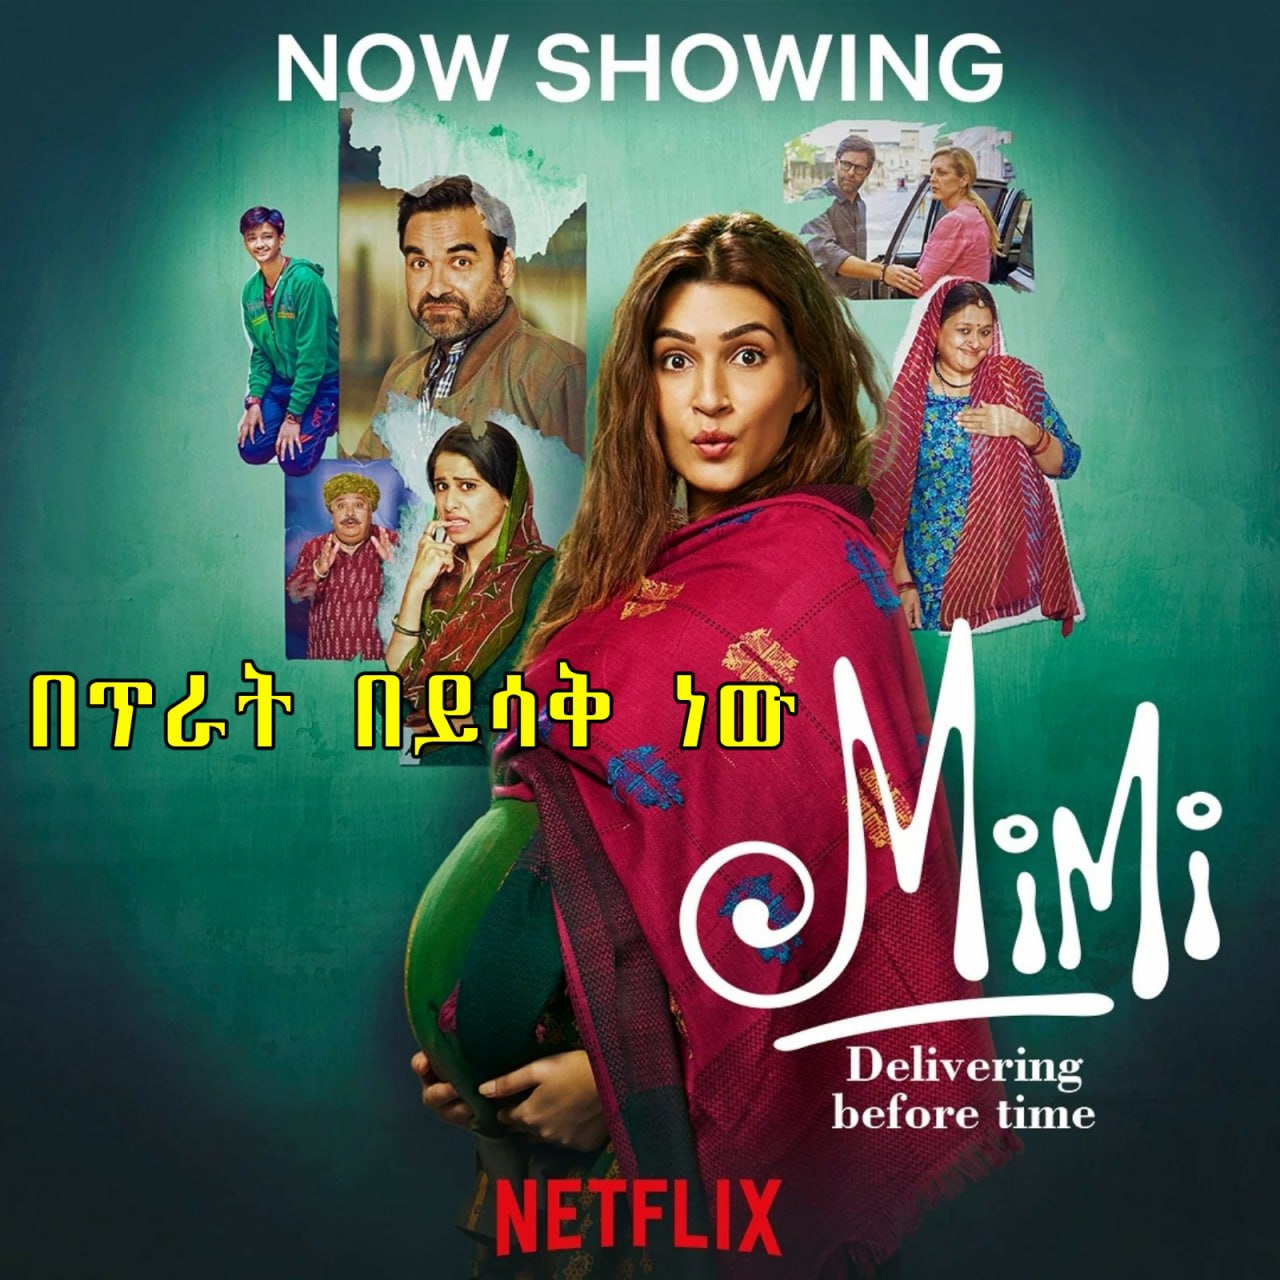 NOW SHOWING
በጥራት በይሳቅ ነው
MiMi
Delivering
before time
NETFLIX